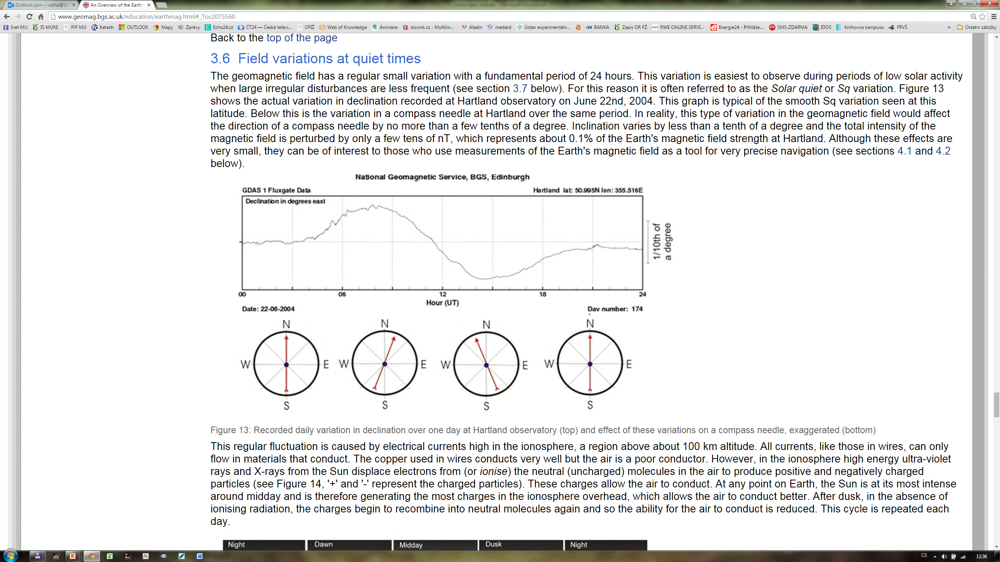 Outlook.com – vacha@sc
An Overview of the Earth'
www.geomag.bgs.ac.uk/education/earthmag.html#_Toc2075560
Inet MU IS MUNI PřF MU Katastr OUTLOOK Mapy Zprávy Echo24.cz ČT24 — Česká televi... OFIŽ Web of Knowledge Animace slovnik.cz - Multilin... Aladin medard Ústav experimentáln... 24 BANKA Zapis OR FŽ RWE ONLINE SERVI... Energie24 - Přihláše... SMS-ZDARMA IDOS Knihovna kampusu FRVŠ » Ostatní záložky
Back to the top of the page
3.6 Field variations at quiet times
The geomagnetic field has a regular small variation with a fundamental period of 24 hours. This variation is easiest to observe during periods of low solar activity
when large irregular disturbances are less frequent (see section 3.7 below). For this reason it is often referred to as the Solar quiet or Sq variation. Figure 13
shows the actual variation in declination recorded at Hartland observatory on June 22nd, 2004. This graph is typical of the smooth Sq variation seen at this
latitude. Below this is the variation in a compass needle at Hartland over the same period. In reality, this type of variation in the geomagnetic field would affect
the direction of a compass needle by no more than a few tenths of a degree. Inclination varies by less than a tenth of a degree and the total intensity of the
magnetic field is perturbed by only a few tens of nT, which represents about 0.1% of the Earth's magnetic field strength at Hartland. Although these effects are
very small, they can be of interest to those who use measurements of the Earth's magnetic field as a tool for very precise navigation (see sections 4.1 and 4.2
below).
National Geomagnetic Service, BGS, Edinburgh
GDAS 1 Fluxgate Data Hartland lat: 50.995N lon: 355.516E
Declination in degrees east
1/10th of
a degree
00 06 12 18 24
Hour (UT)
Date: 22-06-2004 Day number: 174
N N N N
W E W E W E W E
S S S S
Figure 13: Recorded daily variation in declination over one day at Hartland observatory (top) and effect of these variations on a compass needle, exaggerated (bottom)
This regular fluctuation is caused by electrical currents high in the ionosphere, a region above about 100 km altitude. All currents, like those in wires, can only
flow in materials that conduct. The copper used in wires conducts very well but the air is a poor conductor. However, in the ionosphere high energy ultra-violet
rays and X-rays from the Sun displace electrons from (or ionise) the neutral (uncharged) molecules in the air to produce positive and negatively charged
particles (see Figure 14, '+' and '-' represent the charged particles). These charges allow the air to conduct. At any point on Earth, the Sun is at its most intense
around midday and is therefore generating the most charges in the ionosphere overhead, which allows the air to conduct better. After dusk, in the absence of
ionising radiation, the charges begin to recombine into neutral molecules again and so the ability for the air to conduct is reduced. This cycle is repeated each
day.
Night Dawn Midday Dusk Night
CS 12:36